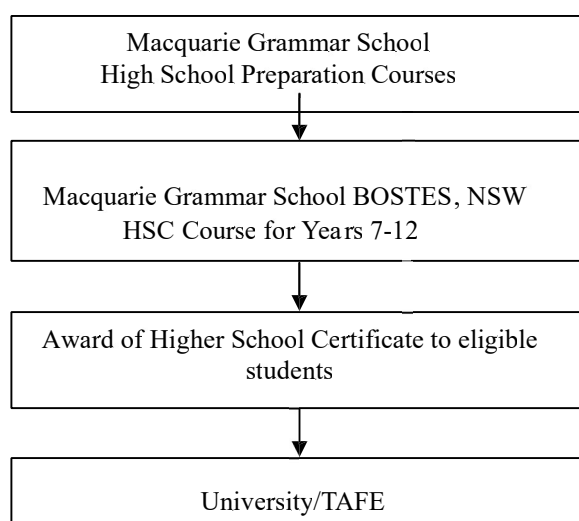 Macquarie Grammar School
High School Preparation Courses
Macquarie Grammar School BOSTES, NSW
HSC Course for Years 7-12
Award of Higher School Certificate to eligible
students
University/TAFE